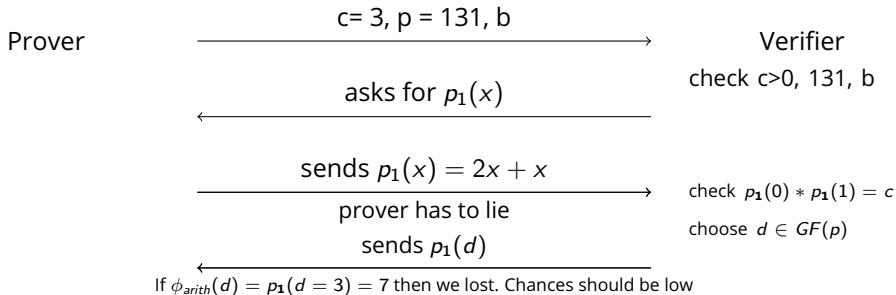 c= 3, p = 131, b
Prover
Verifier
check c>0, 131, b
asks for p₁(x)
sends p₁(x) = 2x + x
check p₁(0) ∗ p₁(1) = c
prover has to lie
choose d ∈ GF(p)
sends p₁(d)
If ϕ_arith(d) = p₁(d = 3) = 7 then we lost. Chances should be low